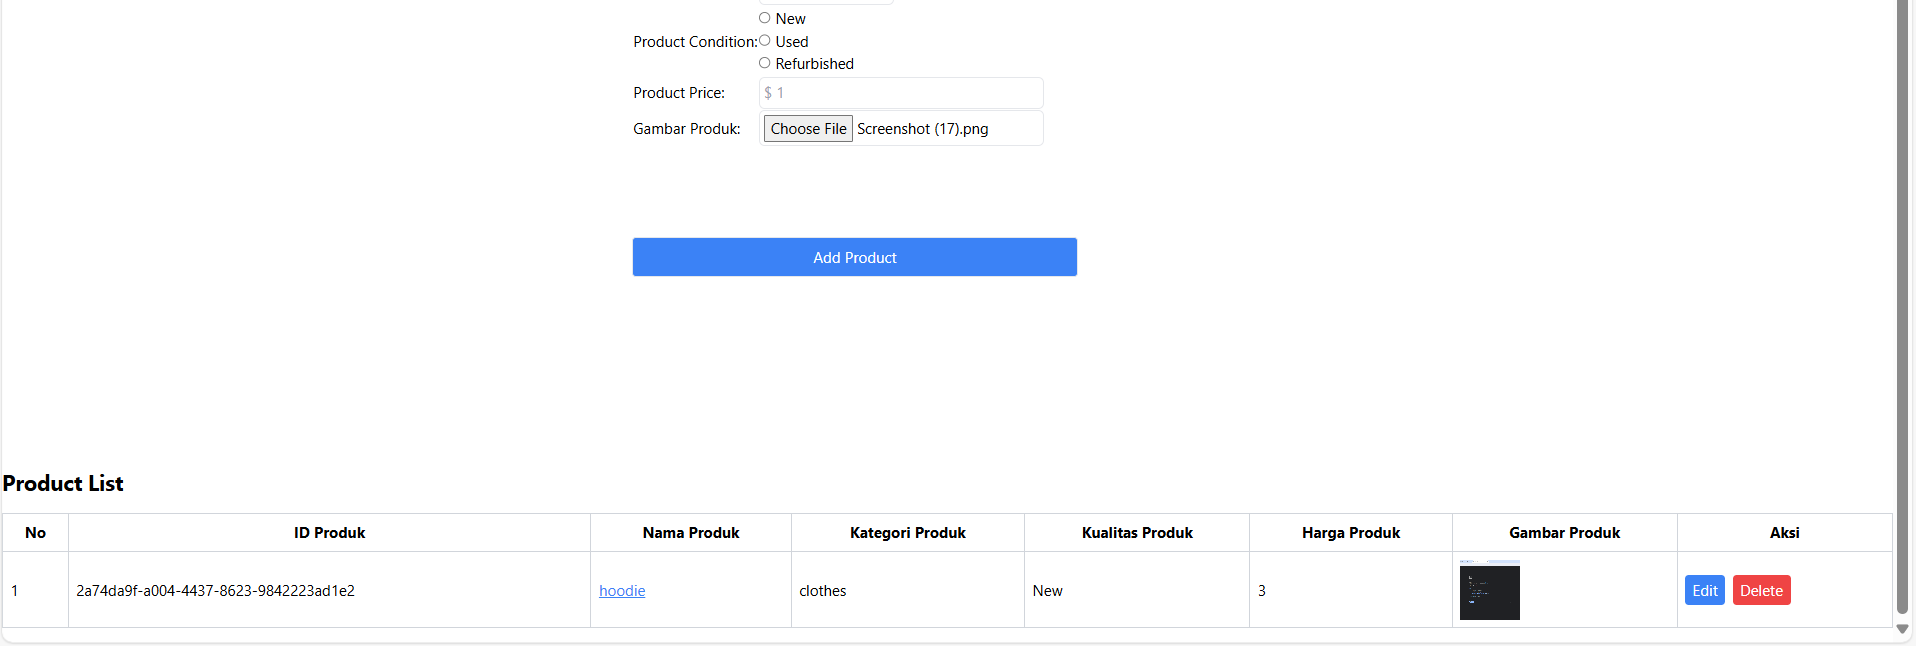 New
Product Condition:
Used
Refurbished
Product Price:
$ 1
Gambar Produk:
Choose File Screenshot (17).png
Add Product
Product List
No ID Produk Nama Produk Kategori Produk Kualitas Produk Harga Produk Gambar Produk Aksi
1 2a74da9f-a004-4437-8623-9842223ad1e2 hoodie clothes New 3 Edit Delete